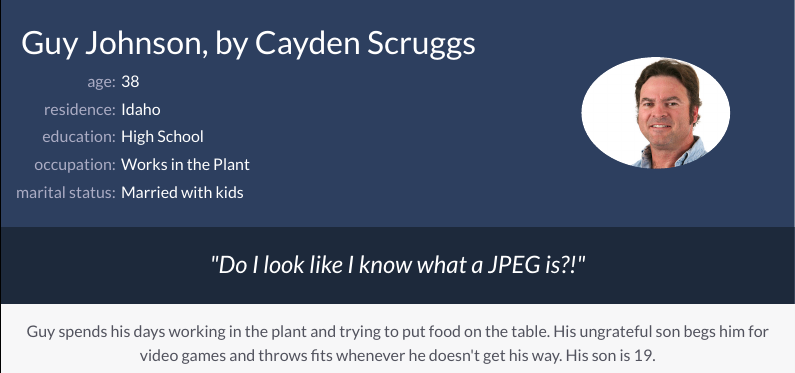 Guy Johnson, by Cayden Scruggs
age: 38
residence: Idaho
education: High School
occupation: Works in the Plant
marital status: Married with kids
"Do I look like I know what a JPEG is?!"
Guy spends his days working in the plant and trying to put food on the table. His ungrateful son begs him for
video games and throws fits whenever he doesn't get his way. His son is 19.